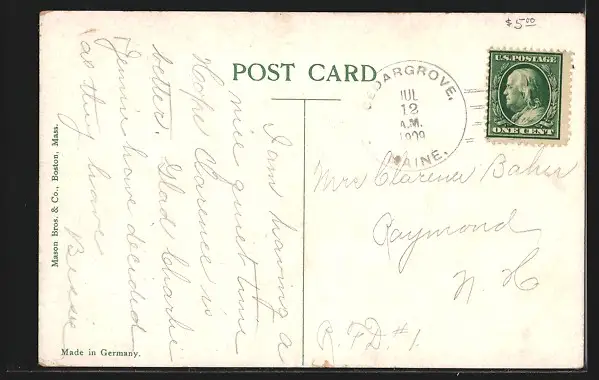 $5.00
POST CARD
CEDARGROVE,
JUL
12
A.M.
1909
MAINE.
U.S.POSTAGE
ONE CENT
I am having a
nice quiet time
Hope Clarence is
better. Glad Charlie
Jennie have decided
as they have
Bessie
Mrs Clarence Baker
Raymond
N. H
R. F.D. #1.
Mason Bros. & Co., Boston, Mass.
Made in Germany.